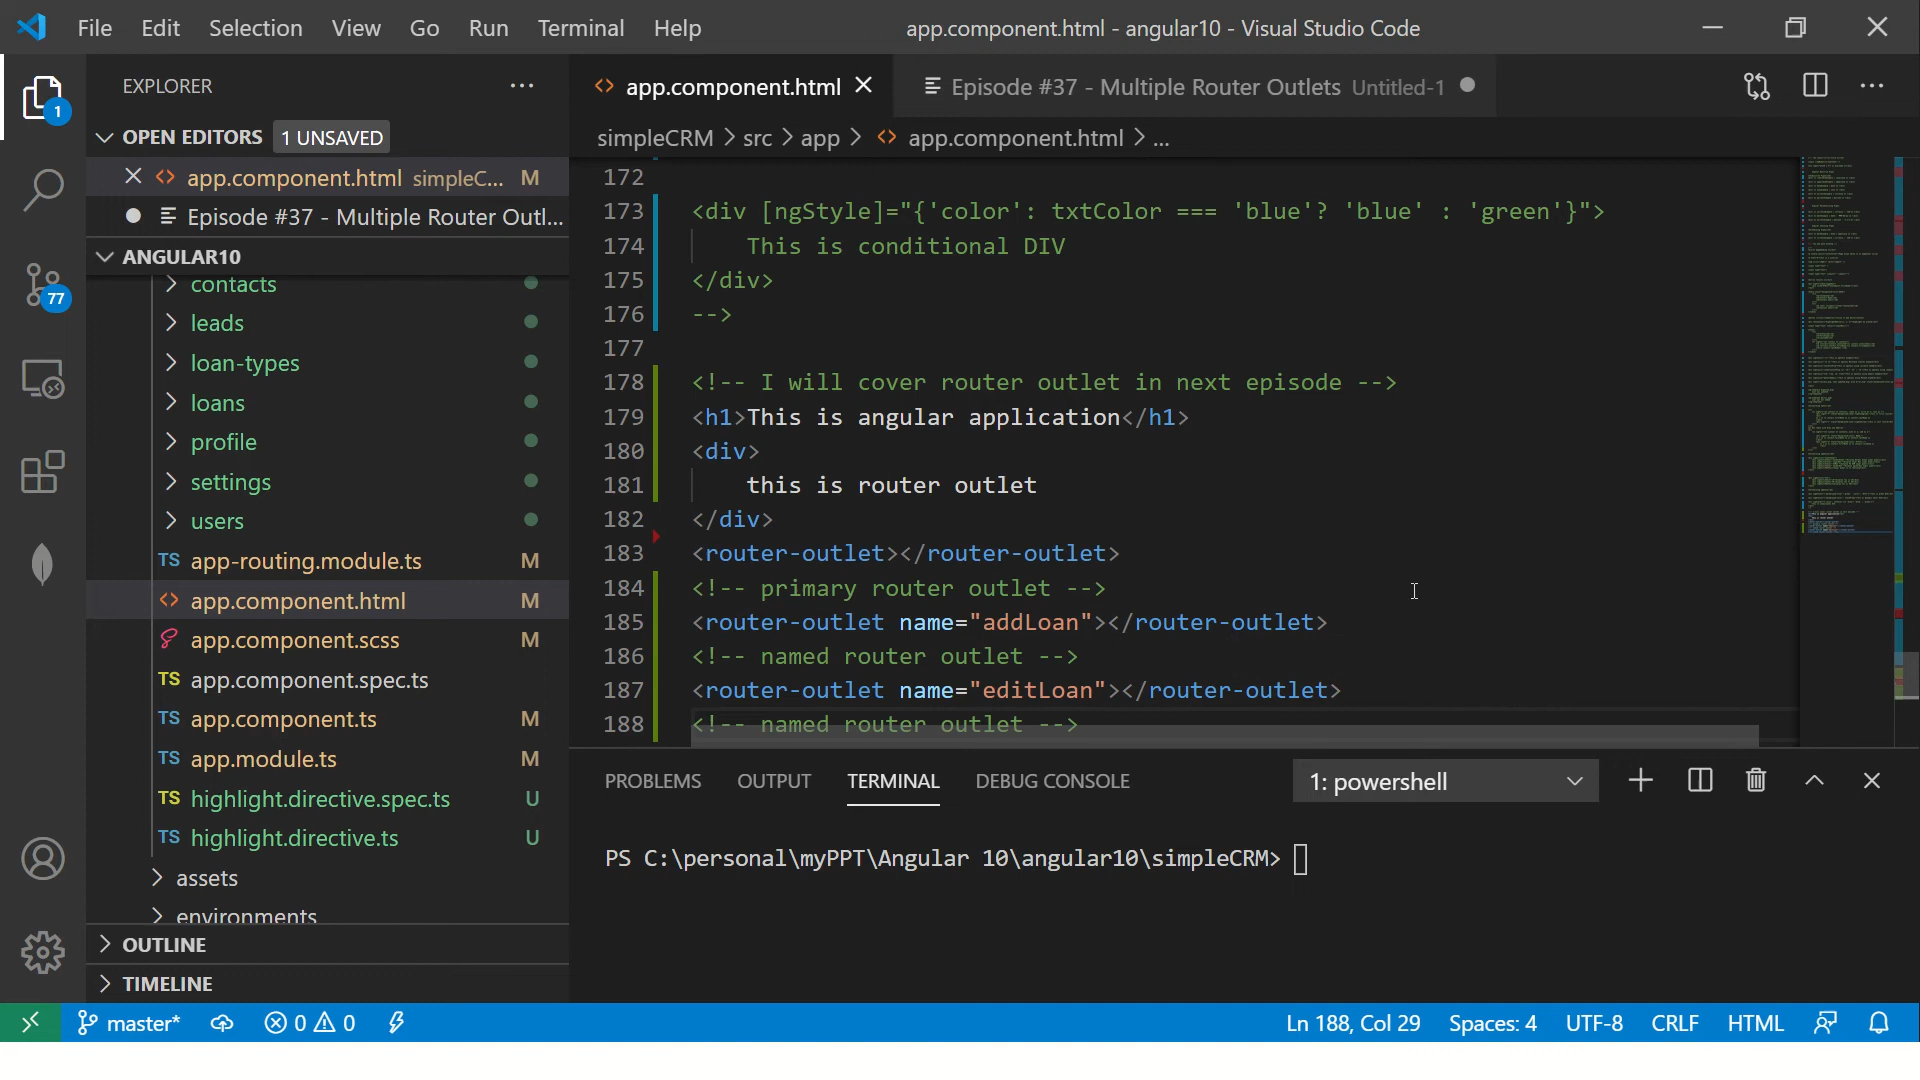 File Edit Selection View Go Run Terminal Help
app.component.html - angular10 - Visual Studio Code
EXPLORER
OPEN EDITORS 1 UNSAVED
app.component.html simpleC... M
Episode #37 - Multiple Router Outl...
ANGULAR10
contacts
leads
loan-types
loans
profile
settings
users
TS app-routing.module.ts M
app.component.html M
app.component.scss M
TS app.component.spec.ts
TS app.component.ts M
TS app.module.ts M
TS highlight.directive.spec.ts U
TS highlight.directive.ts U
assets
environments
OUTLINE
TIMELINE
1
77
app.component.html
Episode #37 - Multiple Router Outlets Untitled-1
simpleCRM > src > app > app.component.html > ...
172
173 <div [ngStyle]="{'color': txtColor === 'blue'? 'blue' : 'green'}">
174 This is conditional DIV
175 </div>
176 -->
177
178 <!-- I will cover router outlet in next episode -->
179 <h1>This is angular application</h1>
180 <div>
181 this is router outlet
182 </div>
183 <router-outlet></router-outlet>
184 <!-- primary router outlet -->
185 <router-outlet name="addLoan"></router-outlet>
186 <!-- named router outlet -->
187 <router-outlet name="editLoan"></router-outlet>
188 <!-- named router outlet -->
PROBLEMS OUTPUT TERMINAL DEBUG CONSOLE 1: powershell
PS C:\personal\myPPT\Angular 10\angular10\simpleCRM>
master* 0 0 Ln 188, Col 29 Spaces: 4 UTF-8 CRLF HTML